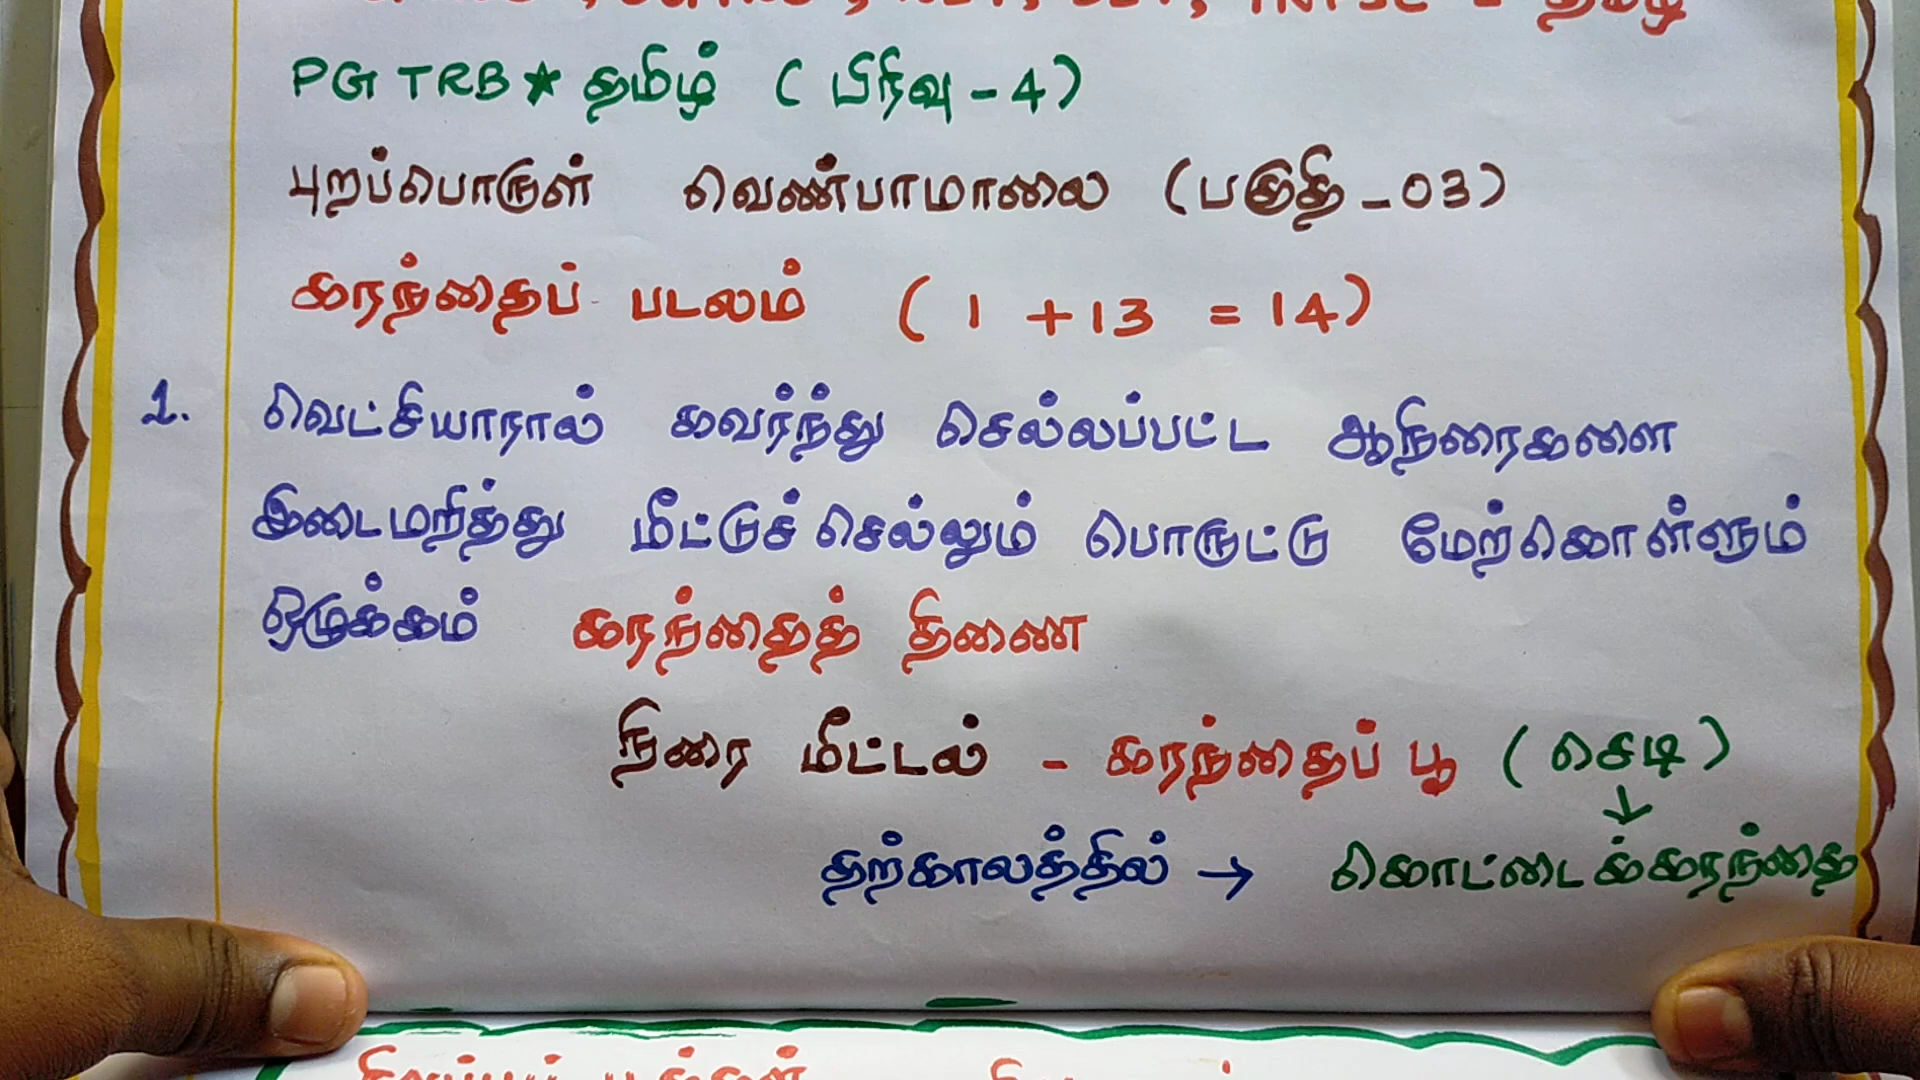 PG TRB ★ தமிழ் ( பிரிவு - 4 )
புறப்பொருள் வெண்பாமாலை (பகுதி - 03)
கரந்தைப் படலம் ( 1 + 13 = 14 )
1. வெட்சியாரால் கவர்ந்து செல்லப்பட்ட ஆநிரைகளை
இடைமறித்து மீட்டுச் செல்லும் பொருட்டு மேற்கொள்ளும்
ஒழுக்கம் கரந்தைத் திணை
நிரை மீட்டல் - கரந்தைப் பூ ( செடி )
↓
தற்காலத்தில் → கொட்டைக்கரந்தை